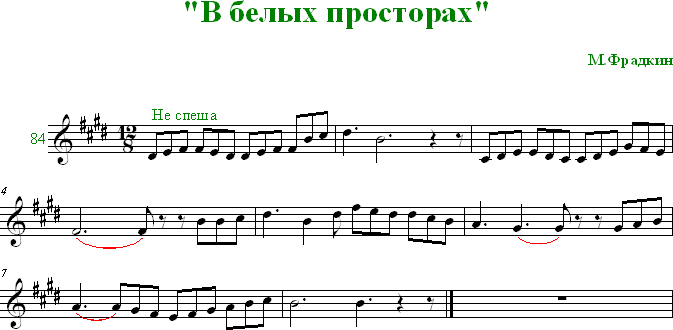 "В белых просторах"
М.Фрадкин
Не спеша
84
12
8
4
7